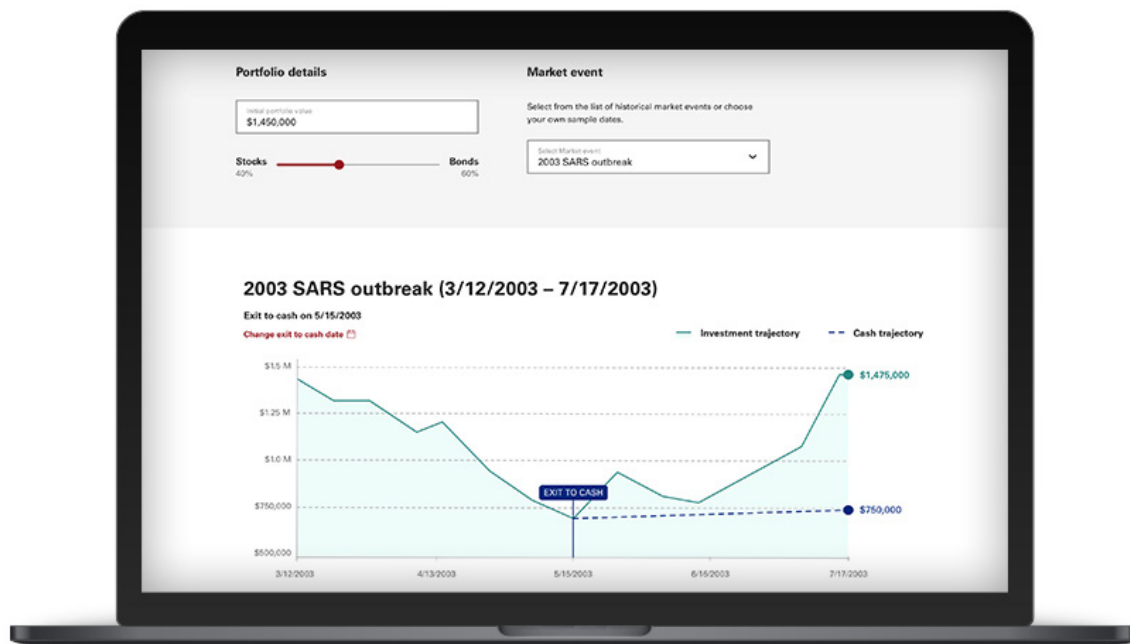 Portfolio details
Market event
Initial portfolio value
$1,450,000
Select from the list of historical market events or choose
your own sample dates.
Stocks
40%
Bonds
60%
Select Market event
2003 SARS outbreak
2003 SARS outbreak (3/12/2003 – 7/17/2003)
Exit to cash on 5/15/2003
Change exit to cash date
Investment trajectory
Cash trajectory
$1.5 M
$1,475,000
$1.25 M
$1.0 M
EXIT TO CASH
$750,000
$750,000
$500,000
3/12/2003
4/13/2003
5/15/2003
6/16/2003
7/17/2003